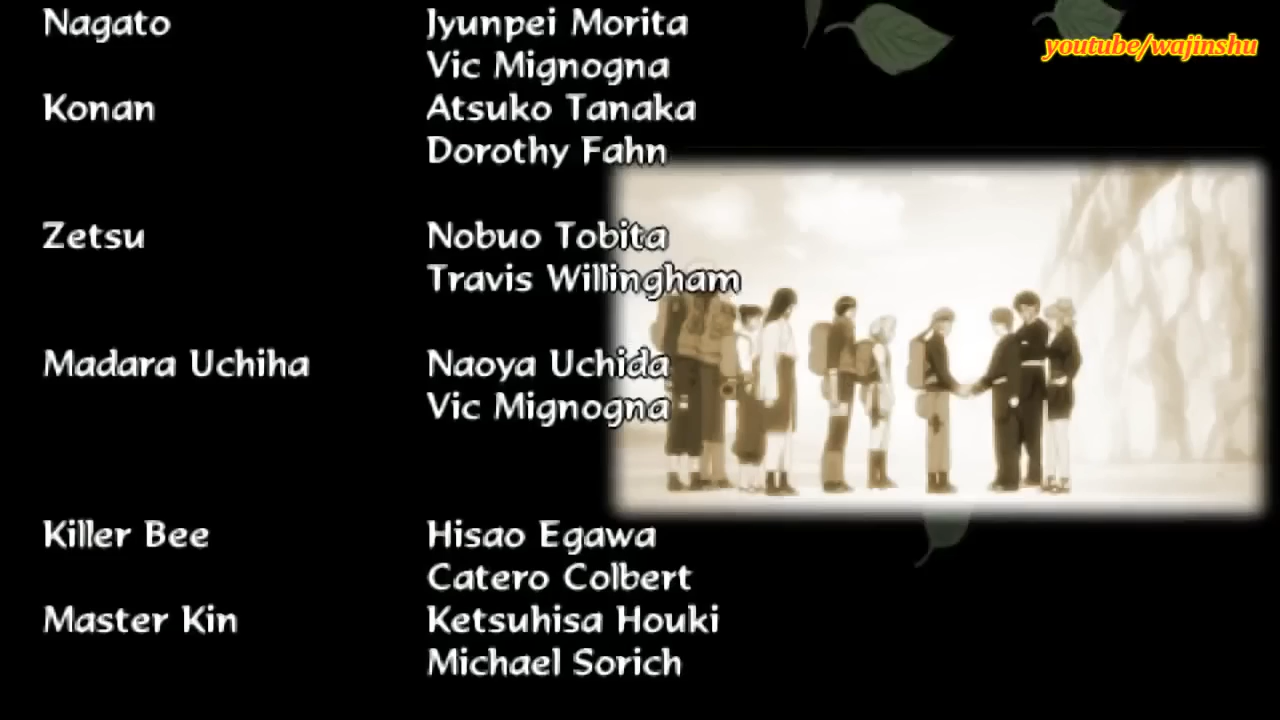 Nagato Jyunpei Morita
Vic Mignogna
Konan Atsuko Tanaka
Dorothy Fahn
Zetsu Nobuo Tobita
Travis Willingham
Madara Uchiha Naoya Uchida
Vic Mignogna
Killer Bee Hisao Egawa
Catero Colbert
Master Kin Ketsuhisa Houki
Michael Sorich
youtube/wajinshu